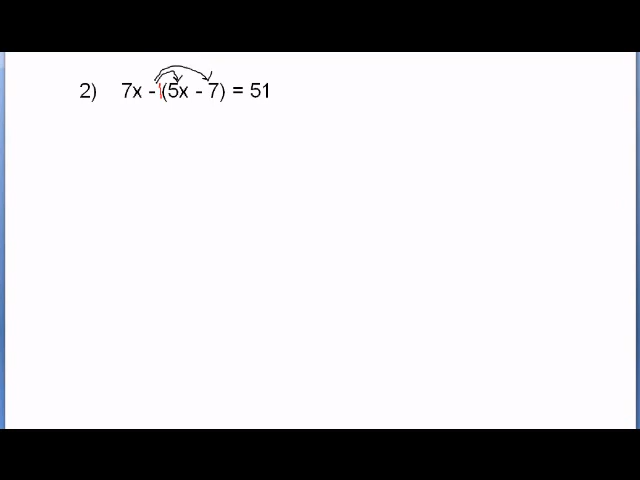 2) 7x - 1(5x - 7) = 51